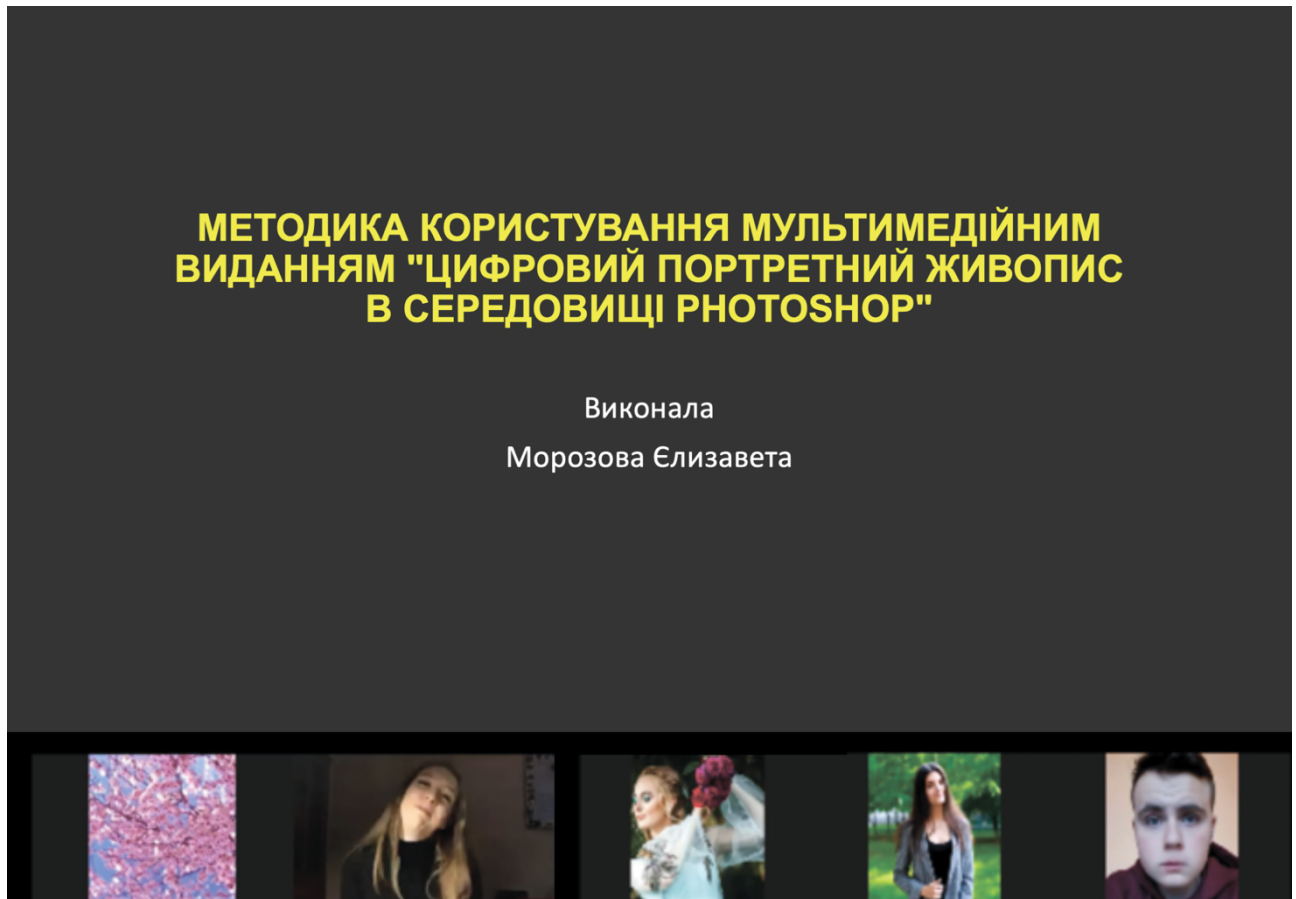 МЕТОДИКА КОРИСТУВАННЯ МУЛЬТИМЕДІЙНИМ
ВИДАННЯМ "ЦИФРОВИЙ ПОРТРЕТНИЙ ЖИВОПИС
В СЕРЕДОВИЩІ PHOTOSHOP"
Виконала
Морозова Єлизавета